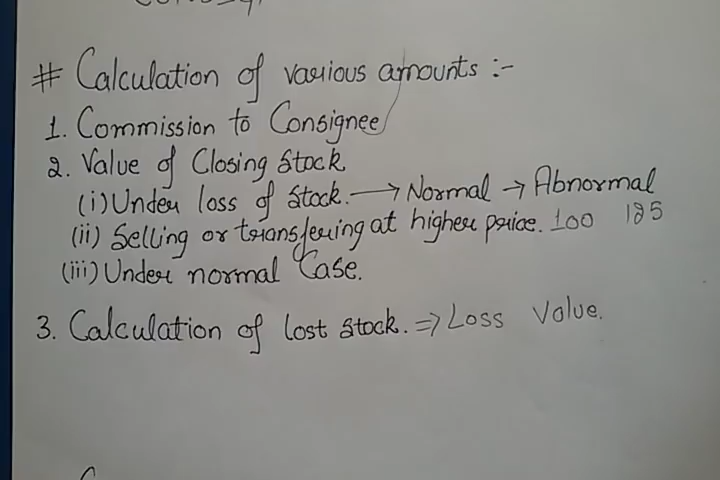 # Calculation of various amounts :-
1. Commission to Consignee
2. Value of Closing Stock
(i) Under loss of stock. → Normal → Abnormal
(ii) Selling or transferring at higher price. 100 125
(iii) Under normal Case.
3. Calculation of lost stock. ⇒ Loss Value.